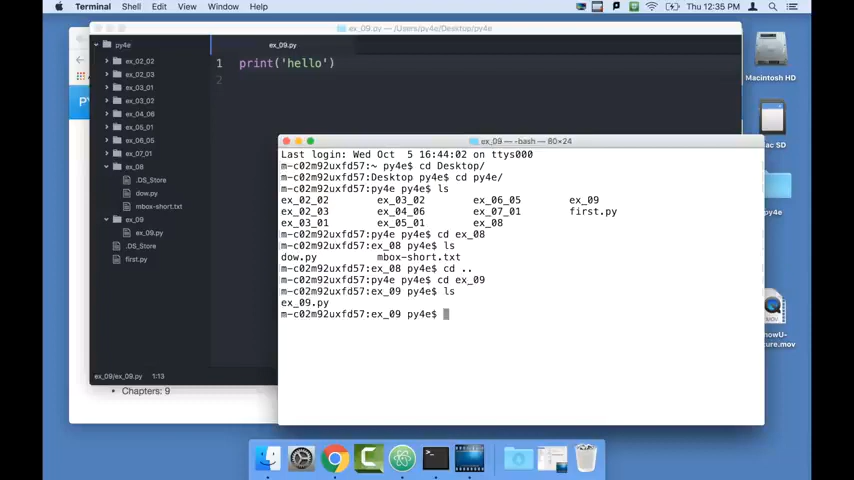 Terminal Shell Edit View Window Help
Thu 12:35 PM
ex_09.py — /Users/py4e/Desktop/py4e
py4e
ex_02_02
ex_02_03
ex_03_01
ex_03_02
ex_04_06
ex_05_01
ex_06_05
ex_07_01
ex_08
.DS_Store
dow.py
mbox-short.txt
ex_09
ex_09.py
.DS_Store
first.py
ex_09.py
1 print('hello')
2
ex_09/ex_09.py 1:13
ex_09 — -bash — 80×24
Last login: Wed Oct  5 16:44:02 on ttys000
m-c02m92uxfd57:~ py4e$ cd Desktop/
m-c02m92uxfd57:Desktop py4e$ cd py4e/
m-c02m92uxfd57:py4e py4e$ ls
ex_02_02 ex_03_02 ex_06_05 ex_09
ex_02_03 ex_04_06 ex_07_01 first.py
ex_03_01 ex_05_01 ex_08
m-c02m92uxfd57:py4e py4e$ cd ex_08
m-c02m92uxfd57:ex_08 py4e$ ls
dow.py mbox-short.txt
m-c02m92uxfd57:ex_08 py4e$ cd ..
m-c02m92uxfd57:py4e py4e$ cd ex_09
m-c02m92uxfd57:ex_09 py4e$ ls
ex_09.py
m-c02m92uxfd57:ex_09 py4e$
Chapters: 9
Macintosh HD
SD
py4e